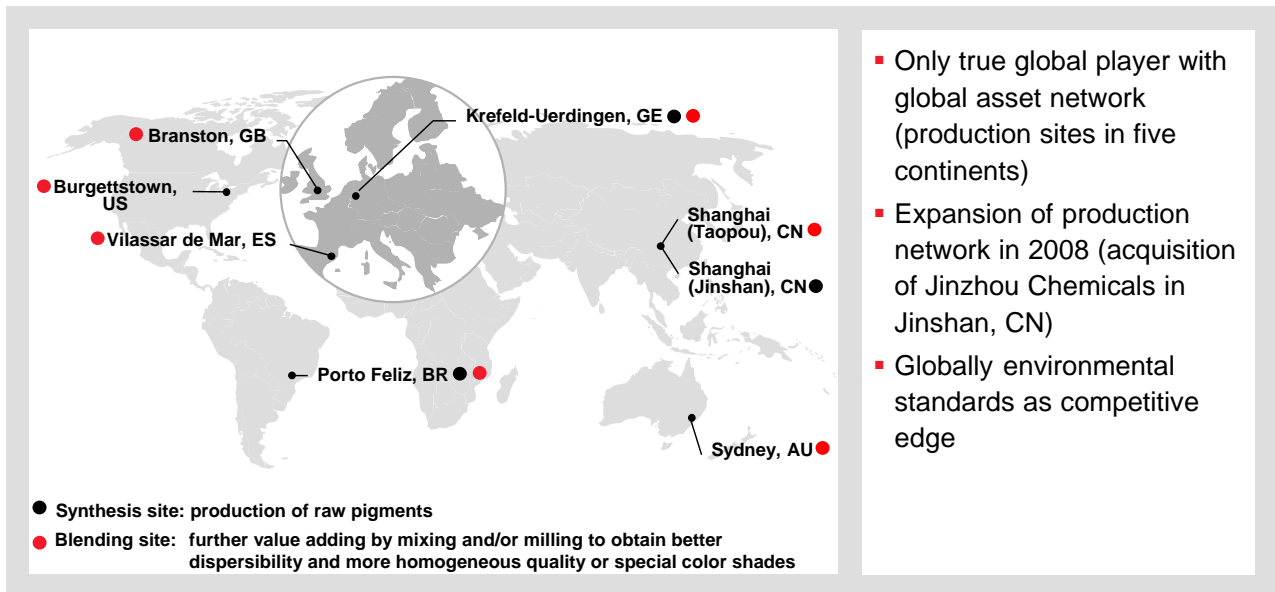 Krefeld-Uerdingen, GE
Branston, GB
Burgettstown,
US
Vilassar de Mar, ES
Shanghai
(Taopou), CN
Shanghai
(Jinshan), CN
Porto Feliz, BR
Sydney, AU
Synthesis site: production of raw pigments
Blending site: further value adding by mixing and/or milling to obtain better
dispersibility and more homogeneous quality or special color shades
Only true global player with
global asset network
(production sites in five
continents)
Expansion of production
network in 2008 (acquisition
of Jinzhou Chemicals in
Jinshan, CN)
Globally environmental
standards as competitive
edge